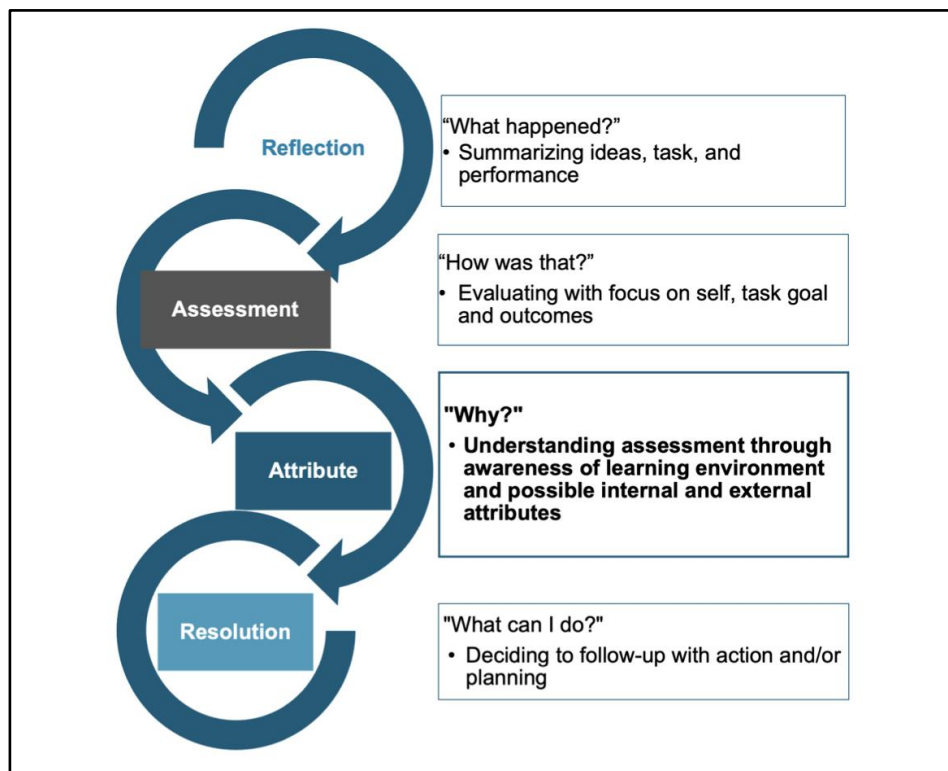 Reflection
“What happened?”
• Summarizing ideas, task, and
performance
Assessment
“How was that?”
• Evaluating with focus on self, task goal
and outcomes
Attribute
"Why?"
• Understanding assessment through
awareness of learning environment
and possible internal and external
attributes
Resolution
"What can I do?"
• Deciding to follow-up with action and/or
planning